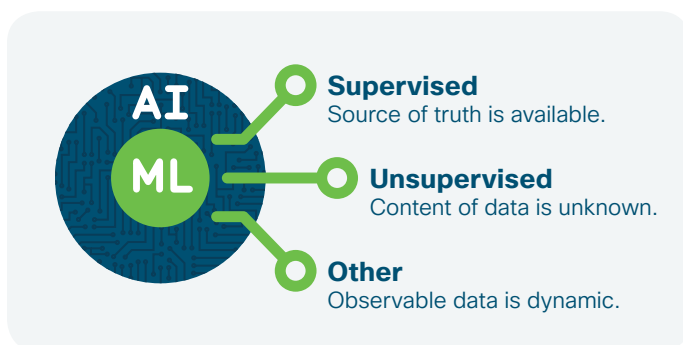 AI
ML
Supervised
Source of truth is available.
Unsupervised
Content of data is unknown.
Other
Observable data is dynamic.